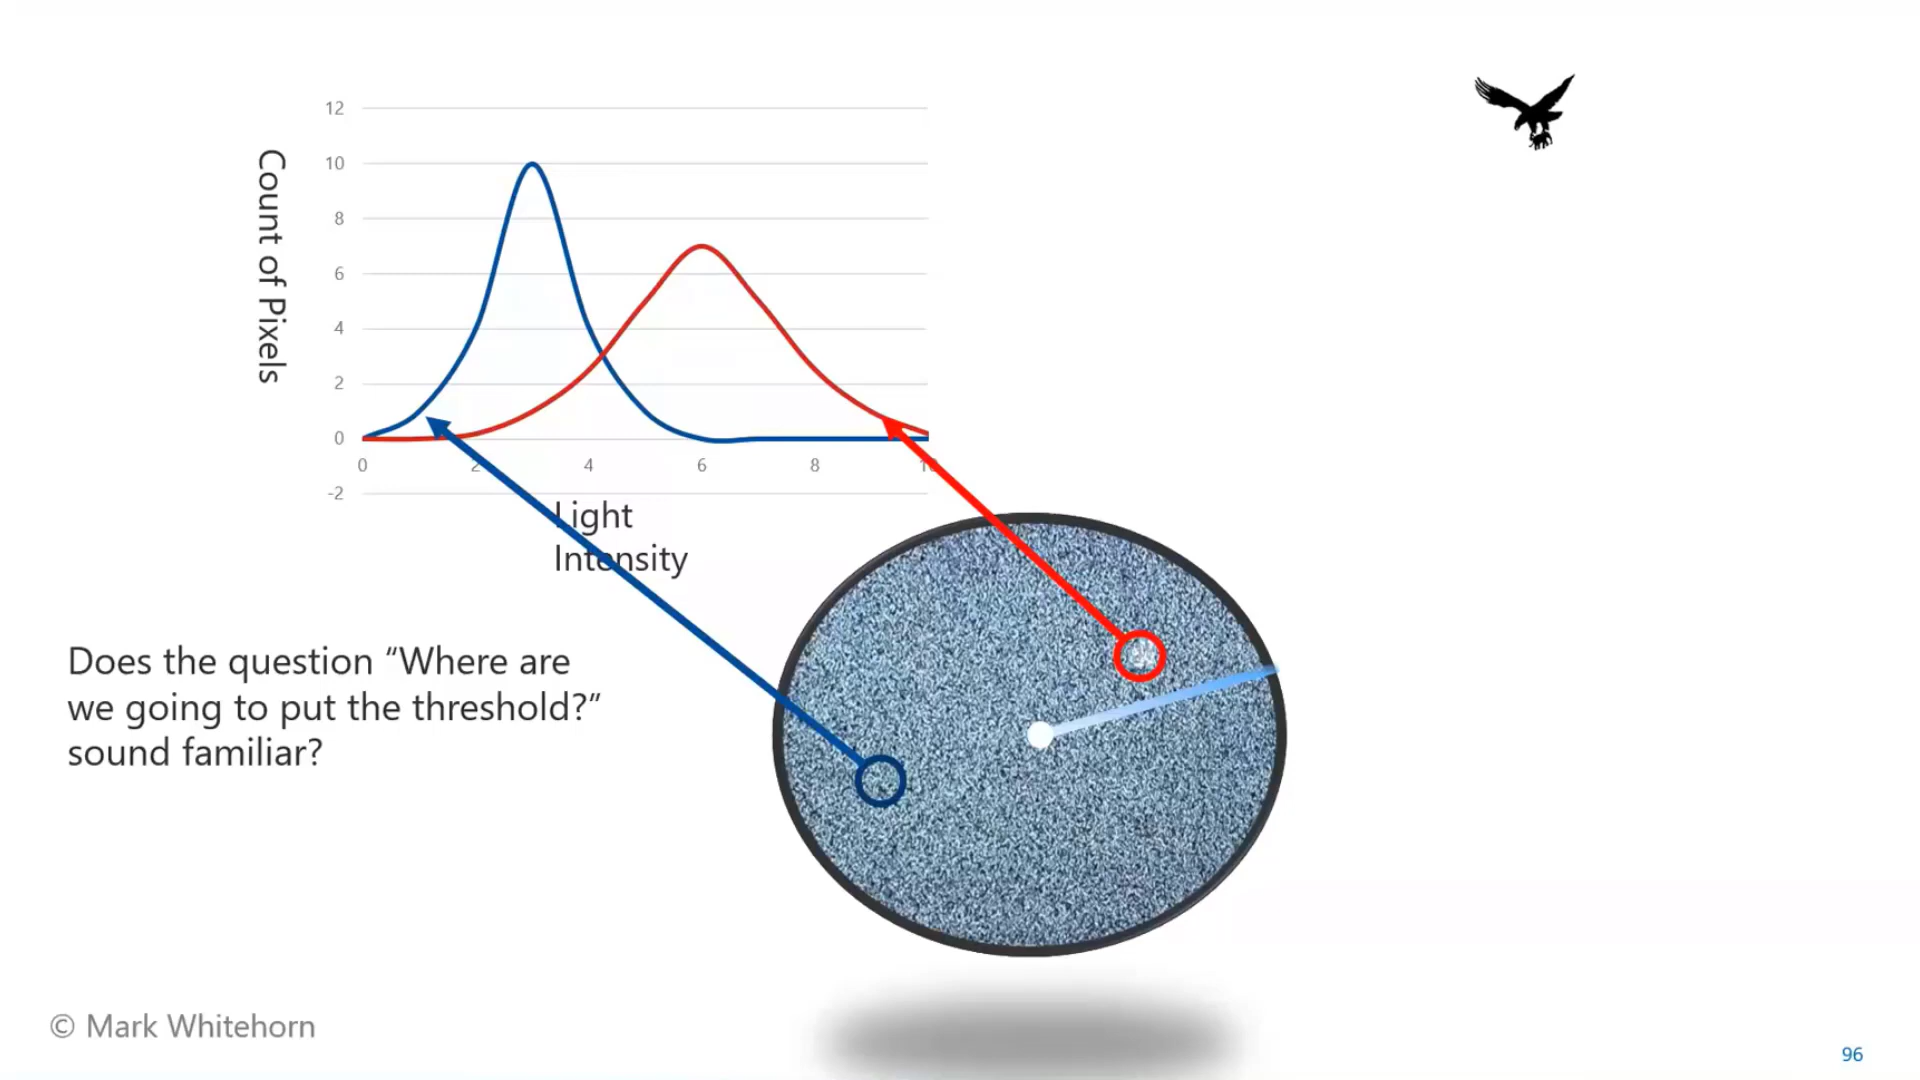 12
10
8
6
4
2
0
-2
Count of Pixels
0
2
4
6
8
10
Light
Intensity
Does the question “Where are
we going to put the threshold?”
sound familiar?
© Mark Whitehorn
96